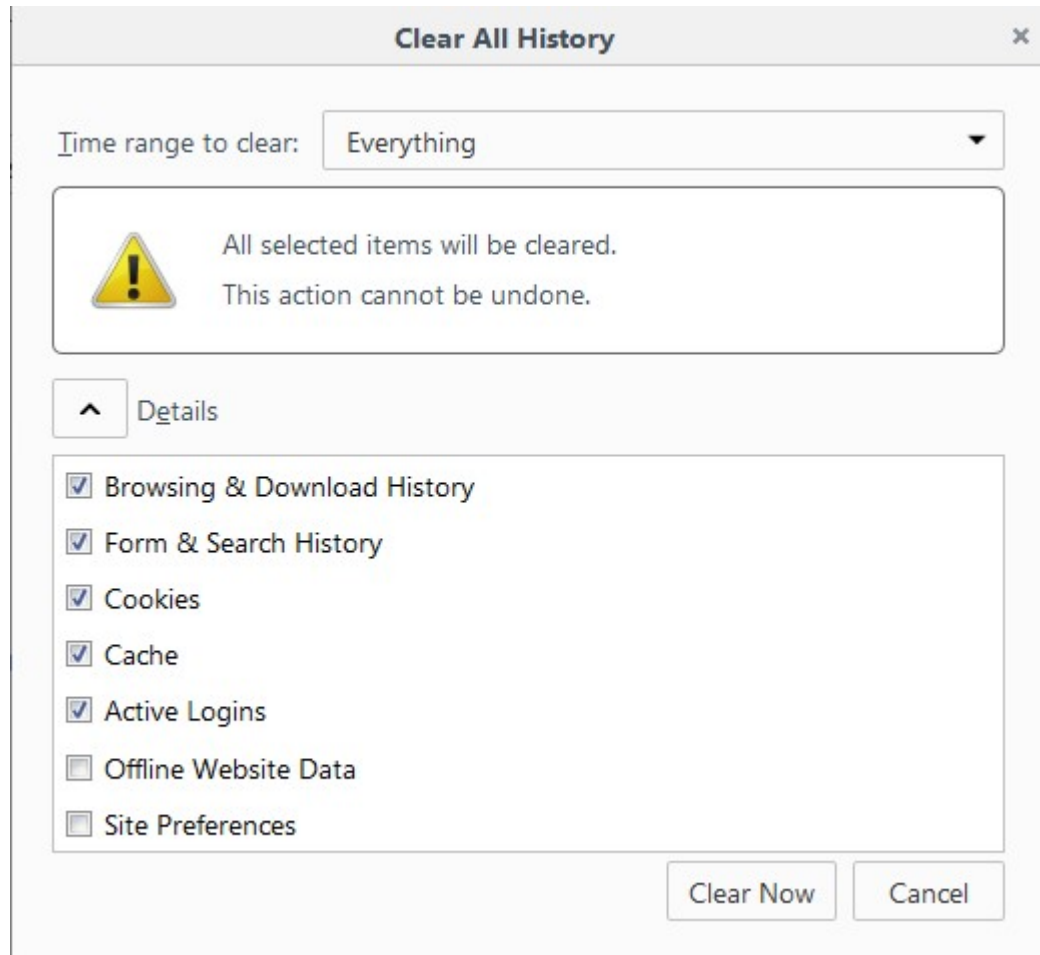 Clear All History
Time range to clear: Everything
All selected items will be cleared.
This action cannot be undone.
Details
Browsing & Download History
Form & Search History
Cookies
Cache
Active Logins
Offline Website Data
Site Preferences
Clear Now Cancel